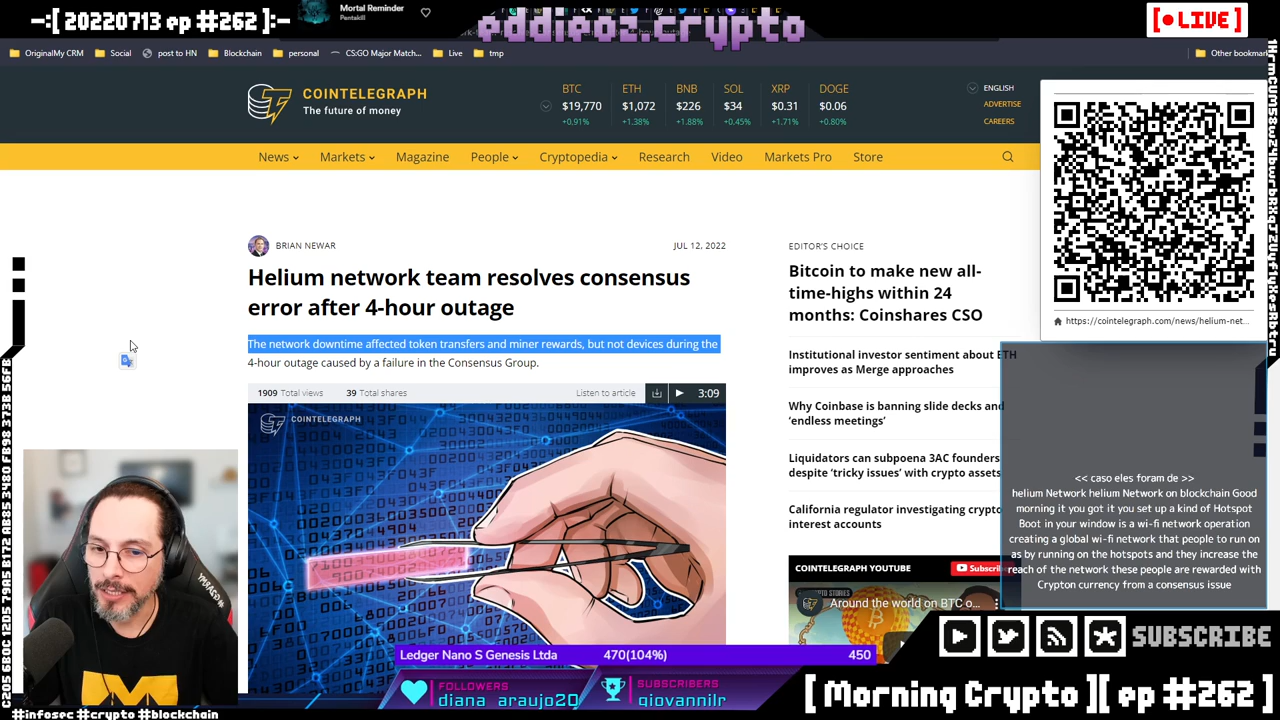 —:[ 20220713 ep #262 ]:—
Mortal Reminder
Pentakill
eddieoz.crypto
[● LIVE ]
OriginalMy CRM
Social
post to HN
Blockchain
personal
CS:GO Major Match...
Live
tmp
Other bookmark
COINTELEGRAPH
The future of money
BTC ETH BNB SOL XRP DOGE
$19,770 $1,072 $226 $34 $0.31 $0.06
+0.91% +1.38% +1.88% +0.45% +1.71% +0.80%
ENGLISH
ADVERTISE
CAREERS
News Markets Magazine People Cryptopedia Research Video Markets Pro Store
BRIAN NEWAR
JUL 12, 2022
Helium network team resolves consensus
error after 4-hour outage
The network downtime affected token transfers and miner rewards, but not devices during the
4-hour outage caused by a failure in the Consensus Group.
1909 Total views
39 Total shares
Listen to article
3:09
COINTELEGRAPH
EDITOR'S CHOICE
Bitcoin to make new all-
time-highs within 24
months: Coinshares CSO
Institutional investor sentiment about ETH
improves as Merge approaches
Why Coinbase is banning slide decks and
'endless meetings'
Liquidators can subpoena 3AC founders
despite 'tricky issues' with crypto assets
California regulator investigating crypto
interest accounts
COINTELEGRAPH YOUTUBE
Subscrib
Around the world on BTC o...
https://cointelegraph.com/news/helium-net...
<< caso eles foram de >>
helium Network helium Network on blockchain Good
morning it you got it you set up a kind of Hotspot
Boot in your window is a wi-fi network operation
creating a global wi-fi network that people to run on
as by running on the hotspots and they increase the
reach of the network these people are rewarded with
Crypton currency from a consensus issue
SUBSCRIBE
Ledger Nano S Genesis Ltda
470(104%)
450
FOLLOWERS
diana_araujo20
SUBSCRIBERS
giovannilr
[ Morning Crypto ][ ep #262 ]
#infosec #crypto #blockchain